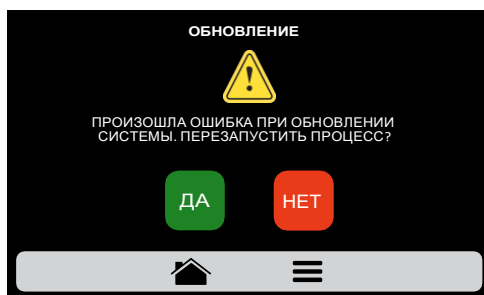 ОБНОВЛЕНИЕ
ПРОИЗОШЛА ОШИБКА ПРИ ОБНОВЛЕНИИ
СИСТЕМЫ. ПЕРЕЗАПУСТИТЬ ПРОЦЕСС?
ДА
НЕТ